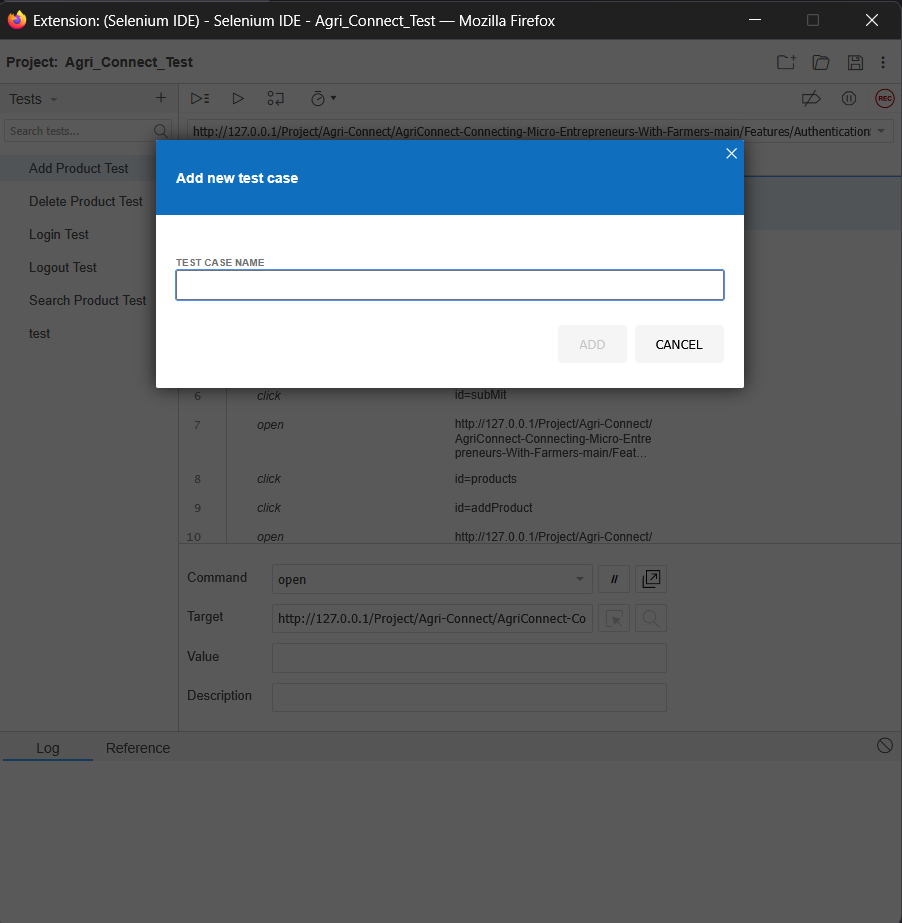 Extension: (Selenium IDE) - Selenium IDE - Agri_Connect_Test — Mozilla Firefox
Project: Agri_Connect_Test
Tests
REC
Search tests...
http://127.0.0.1/Project/Agri-Connect/AgriConnect-Connecting-Micro-Entrepreneurs-With-Farmers-main/Features/Authentication
Add Product Test
Delete Product Test
Login Test
Logout Test
Search Product Test
test
Add new test case
TEST CASE NAME
ADD
CANCEL
6 click id=subMit
7 open http://127.0.0.1/Project/Agri-Connect/
AgriConnect-Connecting-Micro-Entre
preneurs-With-Farmers-main/Feat...
8 click id=products
9 click id=addProduct
10 open http://127.0.0.1/Project/Agri-Connect/
Command open //
Target http://127.0.0.1/Project/Agri-Connect/AgriConnect-Co
Value
Description
Log Reference